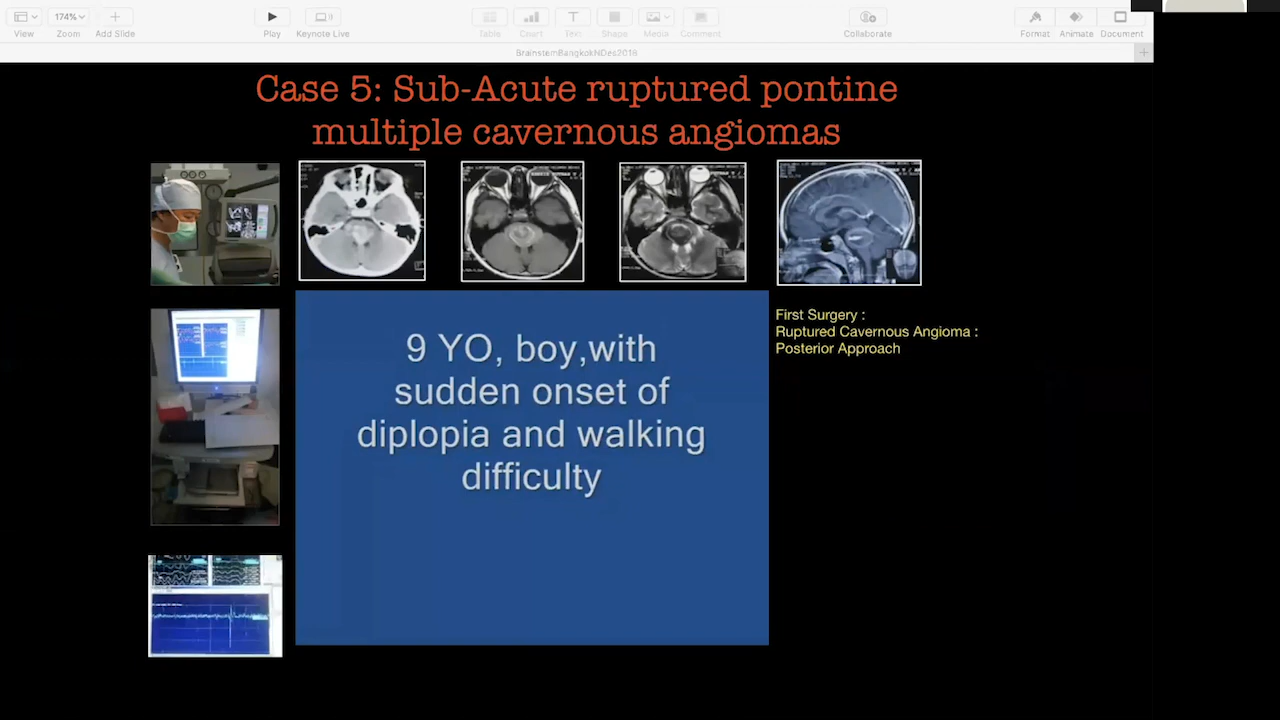 174%
View
Zoom
Add Slide
Play
Keynote Live
Table
Chart
Text
Shape
Media
Comment
Collaborate
Format
Animate
Document
BrainstemBangkokNDes2018
Case 5: Sub-Acute ruptured pontine
multiple cavernous angiomas
First Surgery :
Ruptured Cavernous Angioma :
Posterior Approach
9 YO, boy,with
sudden onset of
diplopia and walking
difficulty